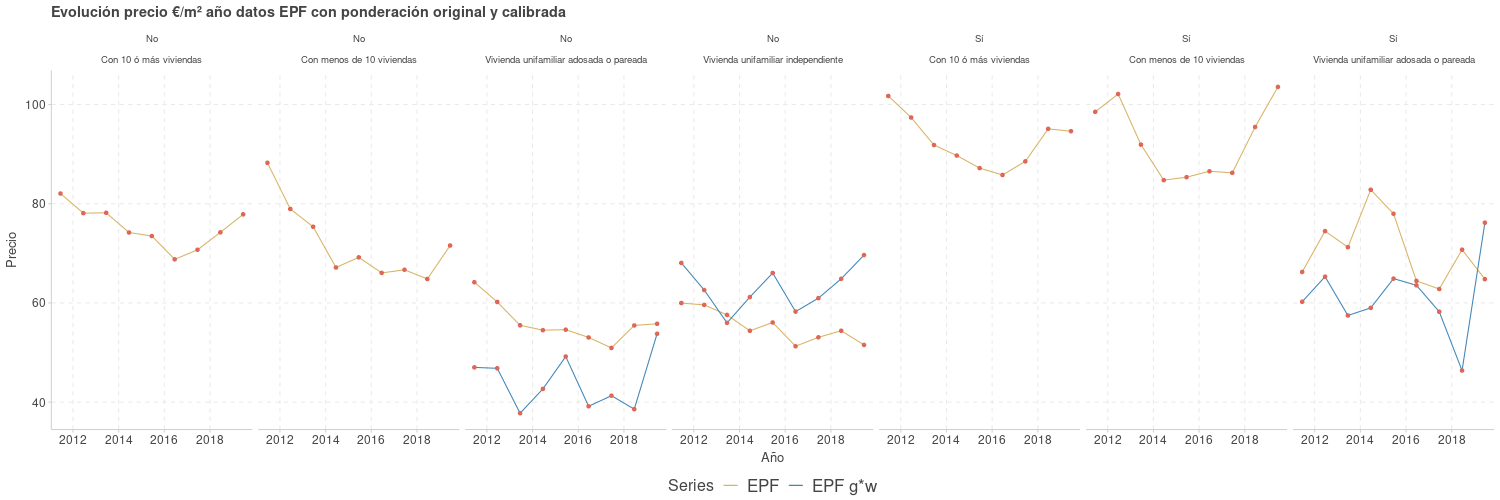 Evolución precio €/m² año datos EPF con ponderación original y calibrada
No No No No Sí Sí Sí
Con 10 ó más viviendas Con menos de 10 viviendas Vivienda unifamiliar adosada o pareada Vivienda unifamiliar independiente Con 10 ó más viviendas Con menos de 10 viviendas Vivienda unifamiliar adosada o pareada
100
80
60
40
Precio
2012 2014 2016 2018 2012 2014 2016 2018 2012 2014 2016 2018 2012 2014 2016 2018 2012 2014 2016 2018 2012 2014 2016 2018 2012 2014 2016 2018
Año
Series EPF EPF g*w